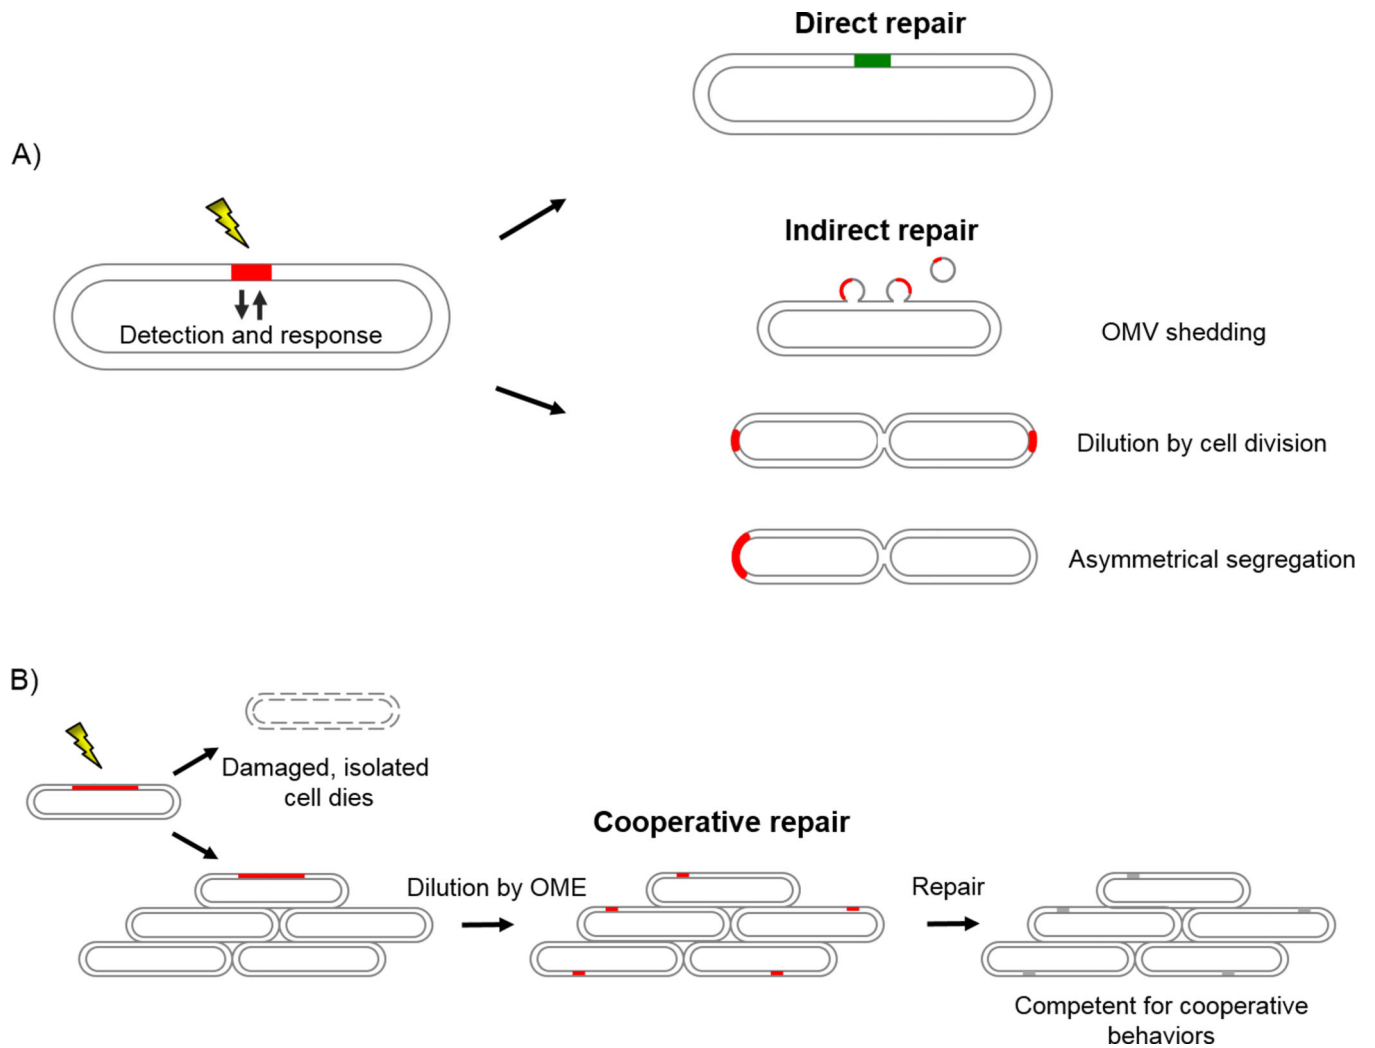 Direct repair
A)
Detection and response
Indirect repair
OMV shedding
Dilution by cell division
Asymmetrical segregation
B)
Damaged, isolated
cell dies
Cooperative repair
Dilution by OME
Repair
Competent for cooperative
behaviors